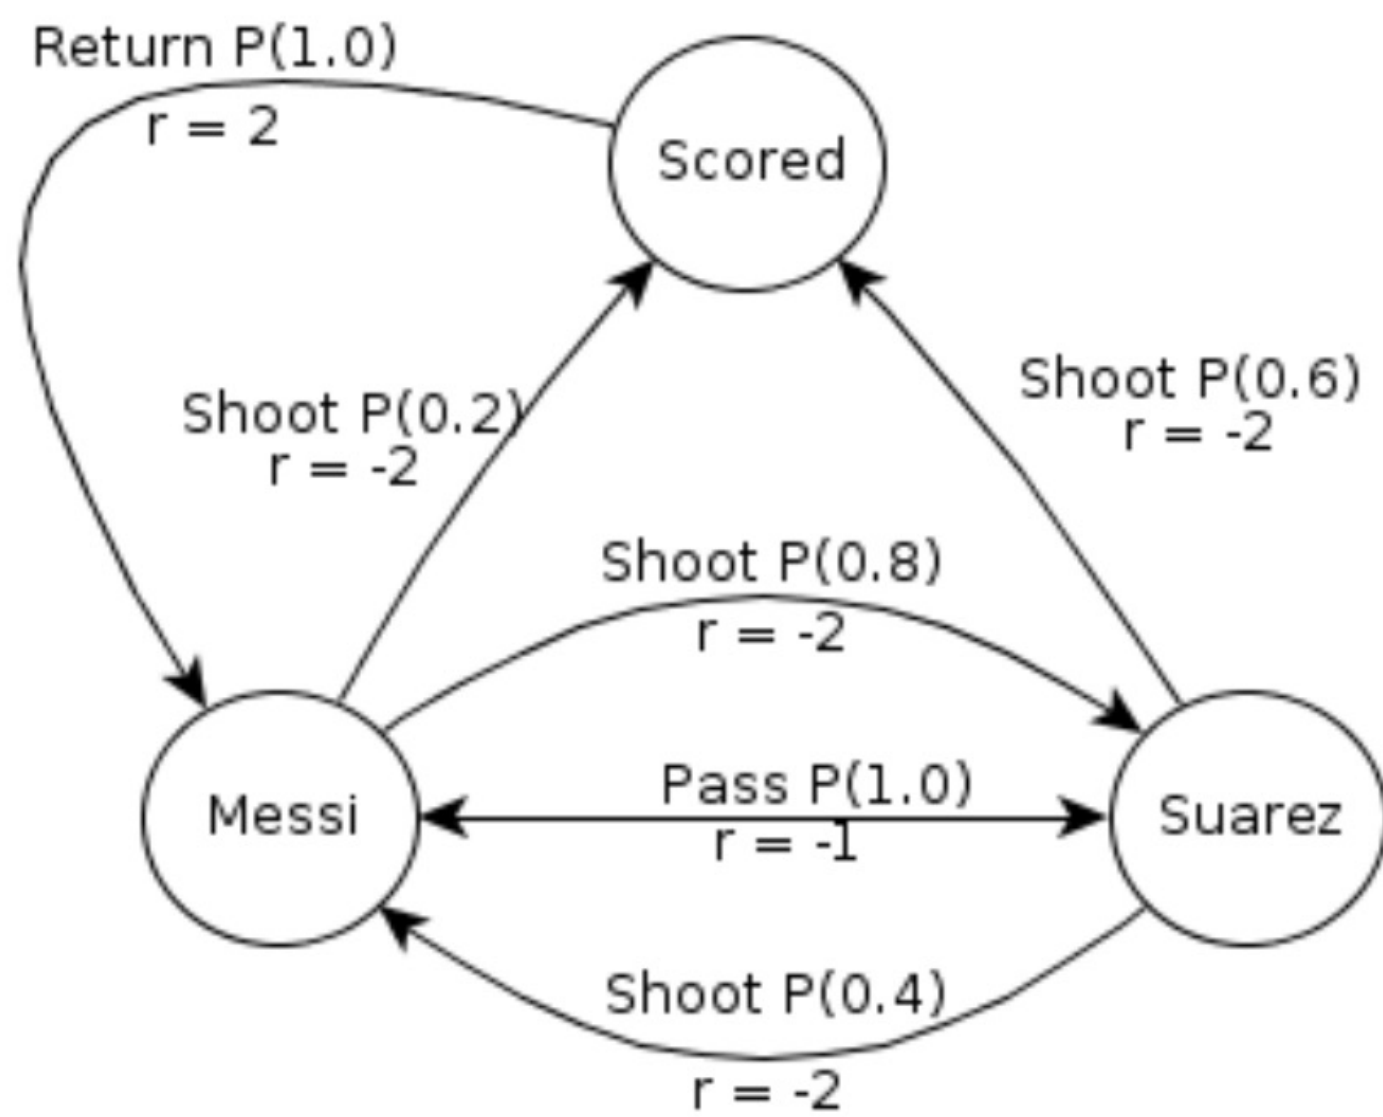 Return P(1.0)
r = 2
Scored
Shoot P(0.2)
r = -2
Shoot P(0.6)
r = -2
Shoot P(0.8)
r = -2
Messi
Pass P(1.0)
r = -1
Suarez
Shoot P(0.4)
r = -2